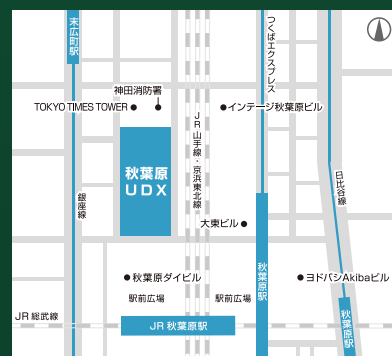 末広町駅
つくばエクスプレス
神田消防署
TOKYO TIMES TOWER
インテージ秋葉原ビル
JR山手線・京浜東北線
秋葉原
UDX
日比谷線
銀座線
大東ビル
秋葉原駅
秋葉原ダイビル
ヨドバシAkibaビル
駅前広場
駅前広場
秋葉原駅
JR 総武線
JR 秋葉原駅